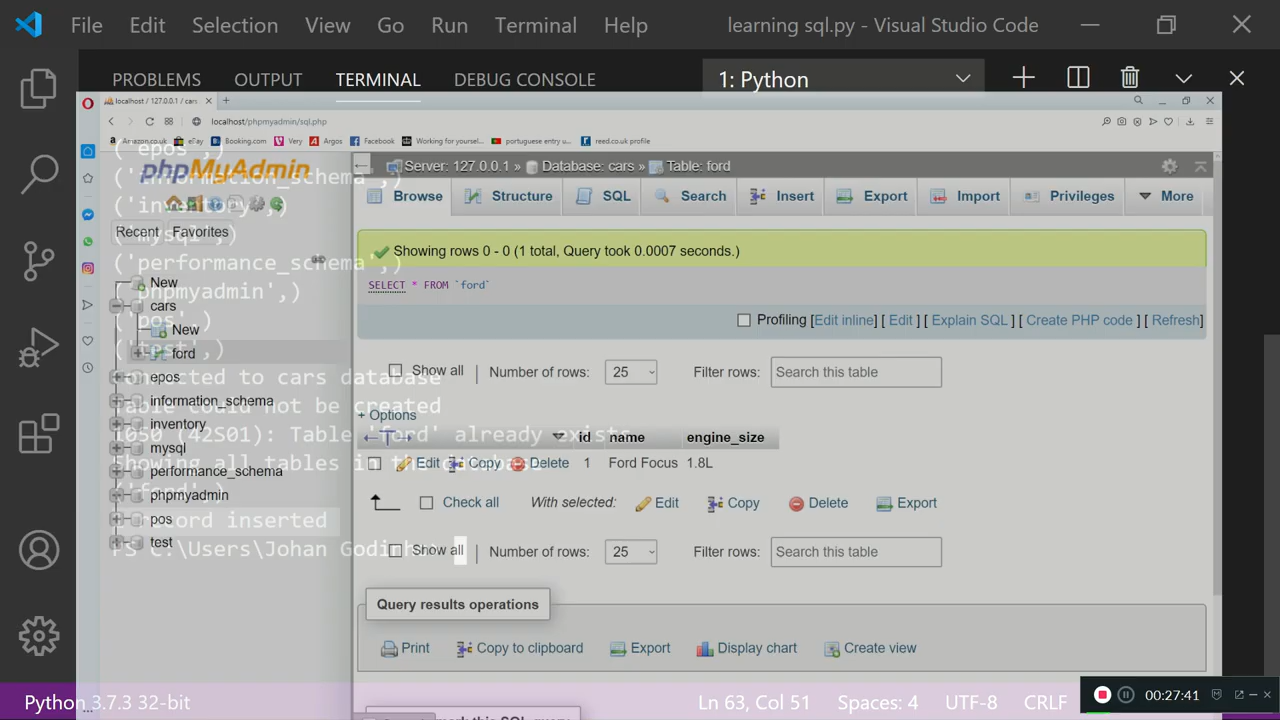 File Edit Selection View Go Run Terminal Help learning sql.py - Visual Studio Code
PROBLEMS OUTPUT TERMINAL DEBUG CONSOLE 1: Python
localhost / 127.0.0.1 / cars
localhost/phpmyadmin/sql.php
Amazon.co.uk eBay Booking.com Very Argos Facebook Working for yoursel... portuguese entry u... reed.co.uk profile
('epos',)
('information_schema',)
('inventory',)
('mysql',)
('performance_schema',)
('phpmyadmin',)
('pos',)
('test',)
Connected to cars database
Table could not be created
1050 (42S01): Table 'ford' already exists
Showing all tables in the database
('ford',)
record inserted
PS C:\Users\Johan Godinho>
phpMyAdmin
Recent Favorites
New
cars
New
ford
epos
information_schema
inventory
mysql
performance_schema
phpmyadmin
pos
test
Server: 127.0.0.1 » Database: cars » Table: ford
Browse Structure SQL Search Insert Export Import Privileges More
Showing rows 0 - 0 (1 total, Query took 0.0007 seconds.)
SELECT * FROM `ford`
Profiling [Edit inline] [ Edit ] [ Explain SQL ] [ Create PHP code ] [ Refresh]
Show all Number of rows: 25 Filter rows: Search this table
+ Options
←T→ id name engine_size
Edit Copy Delete 1 Ford Focus 1.8L
Check all With selected: Edit Copy Delete Export
Show all Number of rows: 25 Filter rows: Search this table
Query results operations
Print Copy to clipboard Export Display chart Create view
Python 3.7.3 32-bit Ln 63, Col 51 Spaces: 4 UTF-8 CRLF
00:27:41